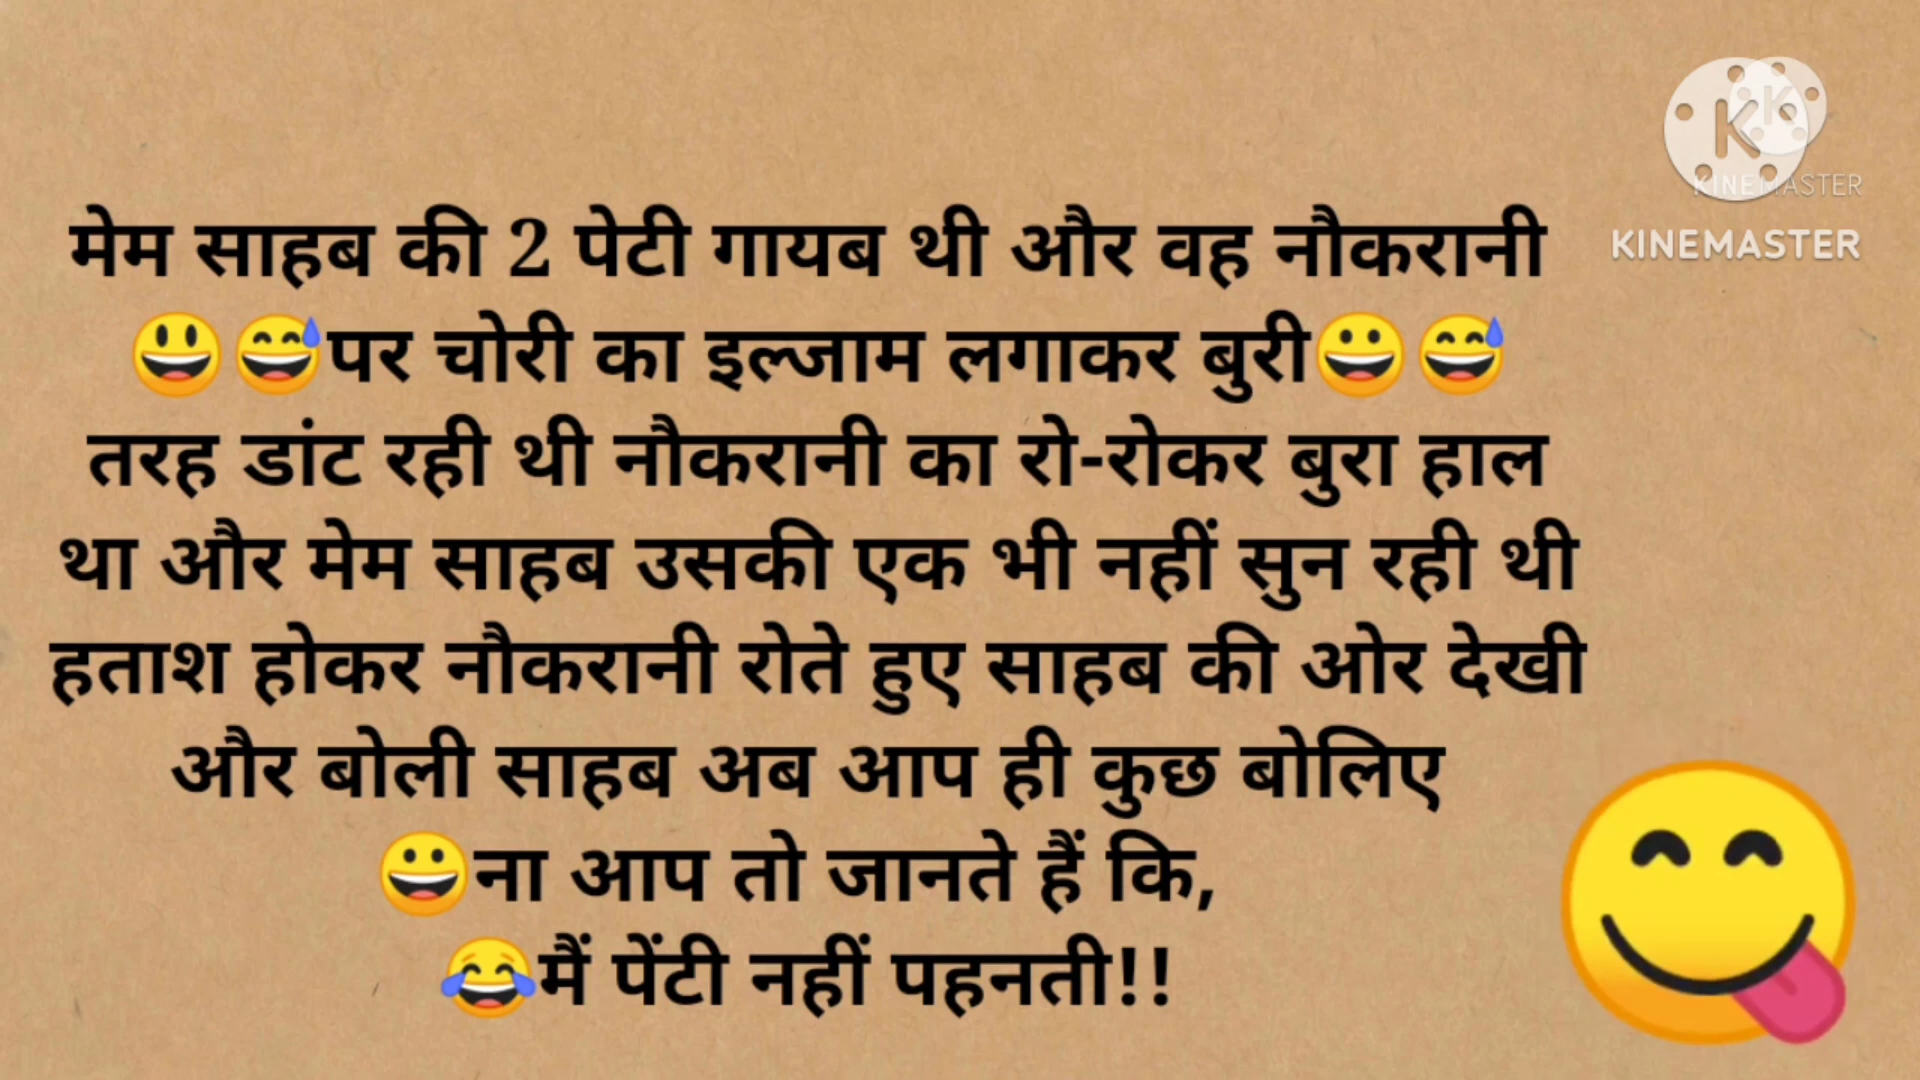 KINEMASTER
KINEMASTER
मेम साहब की 2 पेटी गायब थी और वह नौकरानी
😃😅पर चोरी का इल्जाम लगाकर बुरी😀😅
तरह डांट रही थी नौकरानी का रो-रोकर बुरा हाल
था और मेम साहब उसकी एक भी नहीं सुन रही थी
हताश होकर नौकरानी रोते हुए साहब की ओर देखी
और बोली साहब अब आप ही कुछ बोलिए
😀ना आप तो जानते हैं कि,
😂मैं पेंटी नहीं पहनती!!